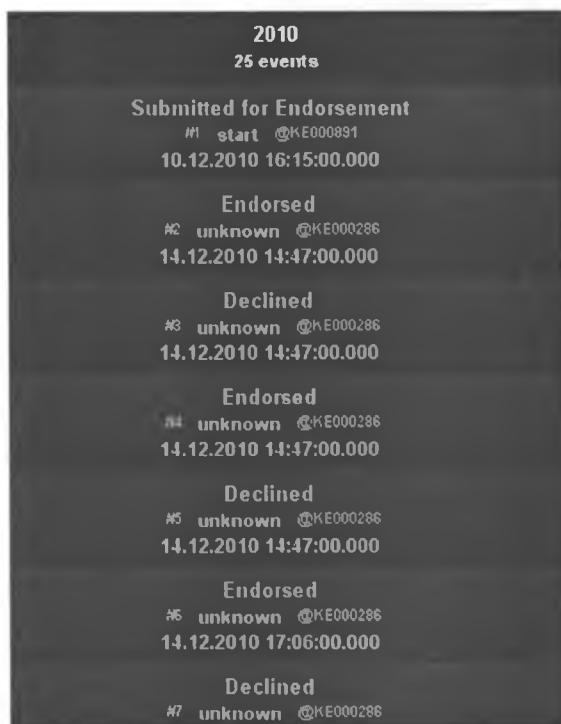 2010
25 events
Submitted for Endorsement
#1 start @KE000891
10.12.2010 16:15:00.000
Endorsed
#2 unknown @KE000286
14.12.2010 14:47:00.000
Declined
#3 unknown @KE000286
14.12.2010 14:47:00.000
Endorsed
#4 unknown @KE000286
14.12.2010 14:47:00.000
Declined
#5 unknown @KE000286
14.12.2010 14:47:00.000
Endorsed
#6 unknown @KE000286
14.12.2010 17:06:00.000
Declined
#7 unknown @KE000286